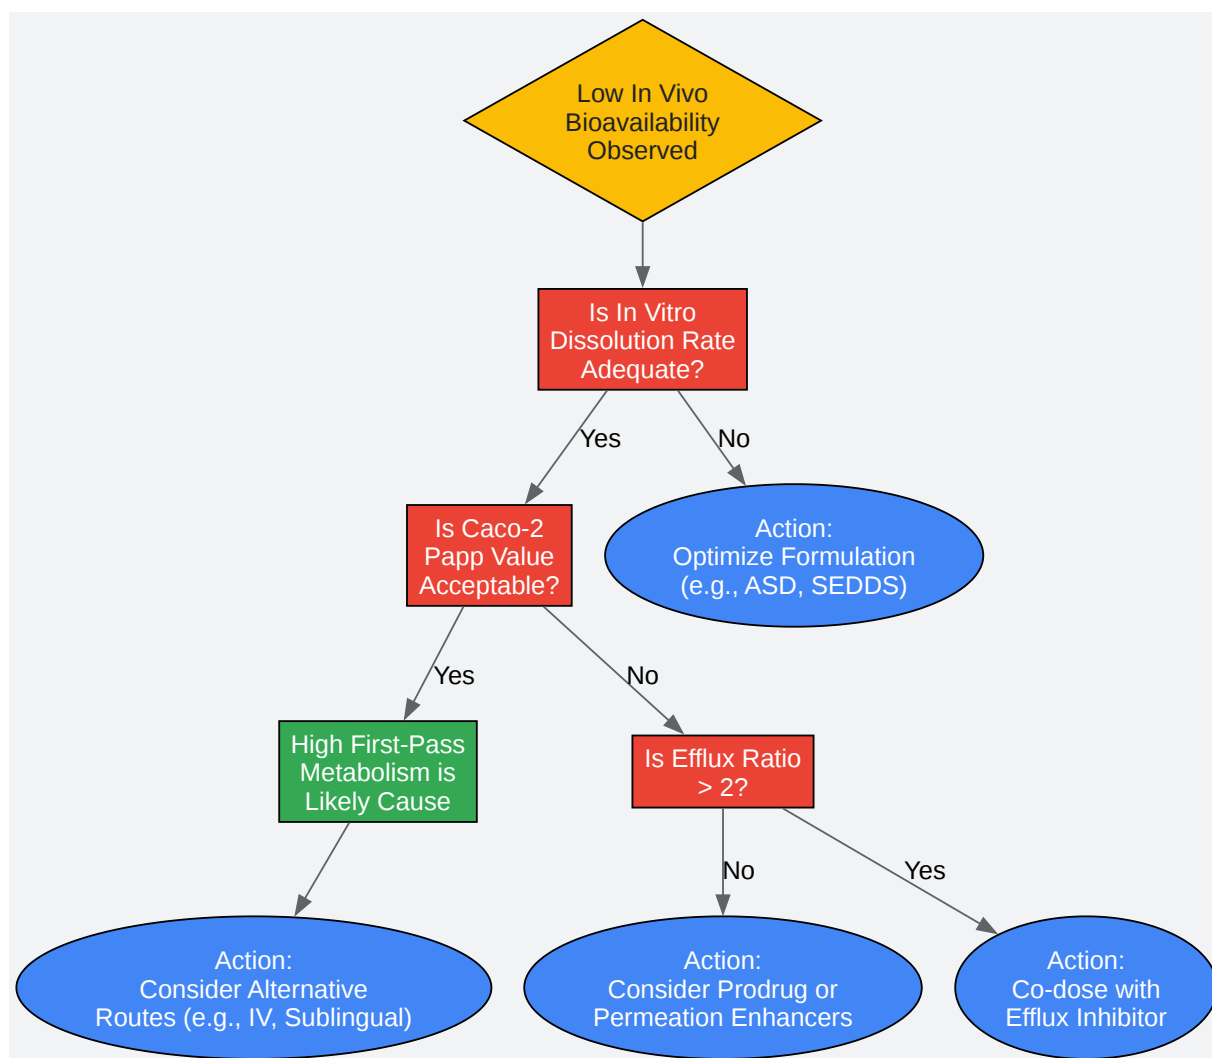 Low In Vivo
Bioavailability
Observed
Is In Vitro
Dissolution Rate
Adequate?
Yes
No
Is Caco-2
Papp Value
Acceptable?
Action:
Optimize Formulation
(e.g., ASD, SEDDS)
Yes
No
High First-Pass
Metabolism is
Likely Cause
Is Efflux Ratio
> 2?
No
Yes
Action:
Consider Alternative
Routes (e.g., IV, Sublingual)
Action:
Consider Prodrug or
Permeation Enhancers
Action:
Co-dose with
Efflux Inhibitor